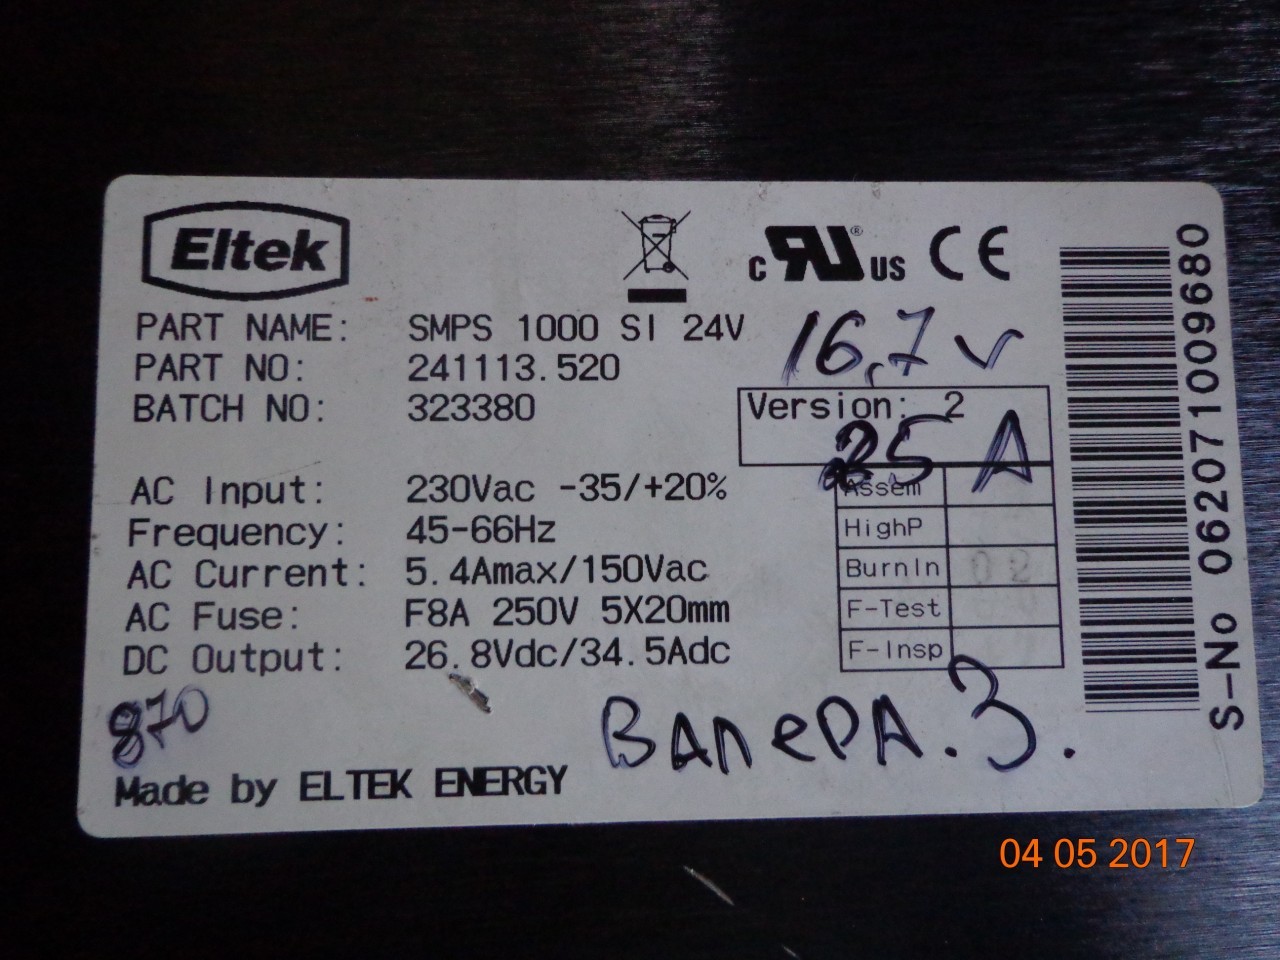 Eltek
c RU® US CE
PART NAME: SMPS 1000 SI 24V
16,7 v
PART NO: 241113.520
BATCH NO: 323380
Version: 2
25 A
AC Input: 230Vac -35/+20%
Frequency: 45-66Hz
AC Current: 5.4Amax/150Vac
AC Fuse: F8A 250V 5X20mm
DC Output: 26.8Vdc/34.5Adc
Assem
HighP
BurnIn 02
F-Test
F-Insp
870
ВАлеРА.З.
Made by ELTEK ENERGY
S-No 062071009680
04 05 2017